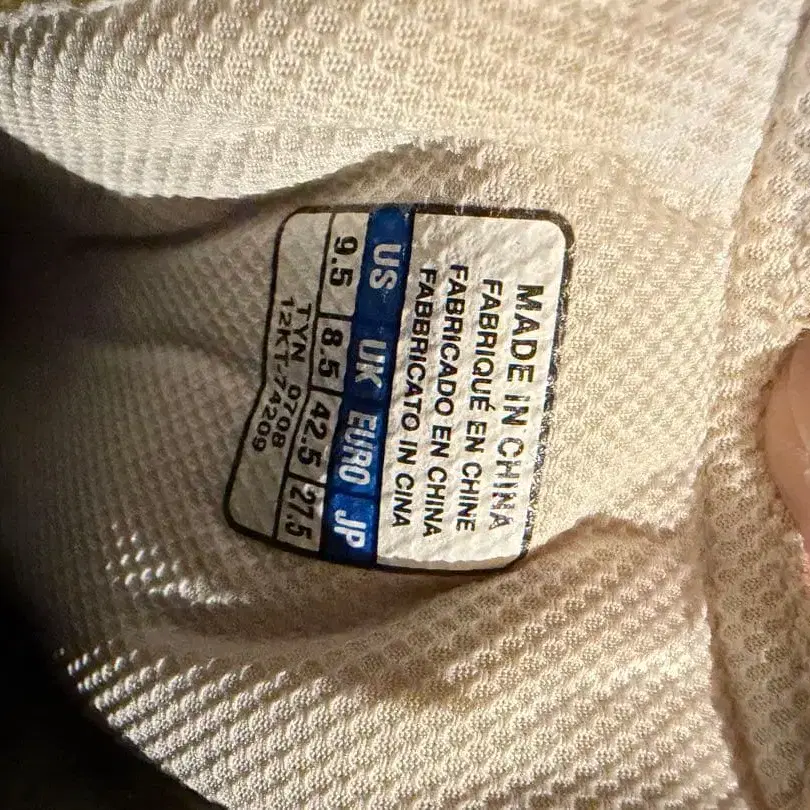 MADE IN CHINA
FABRIQUÉ EN CHINE
FABRICADO EN CHINA
FABBRICATO IN CINA
US UK EURO JP
9.5 8.5 42.5 27.5
TYN 0708
12KT-74209